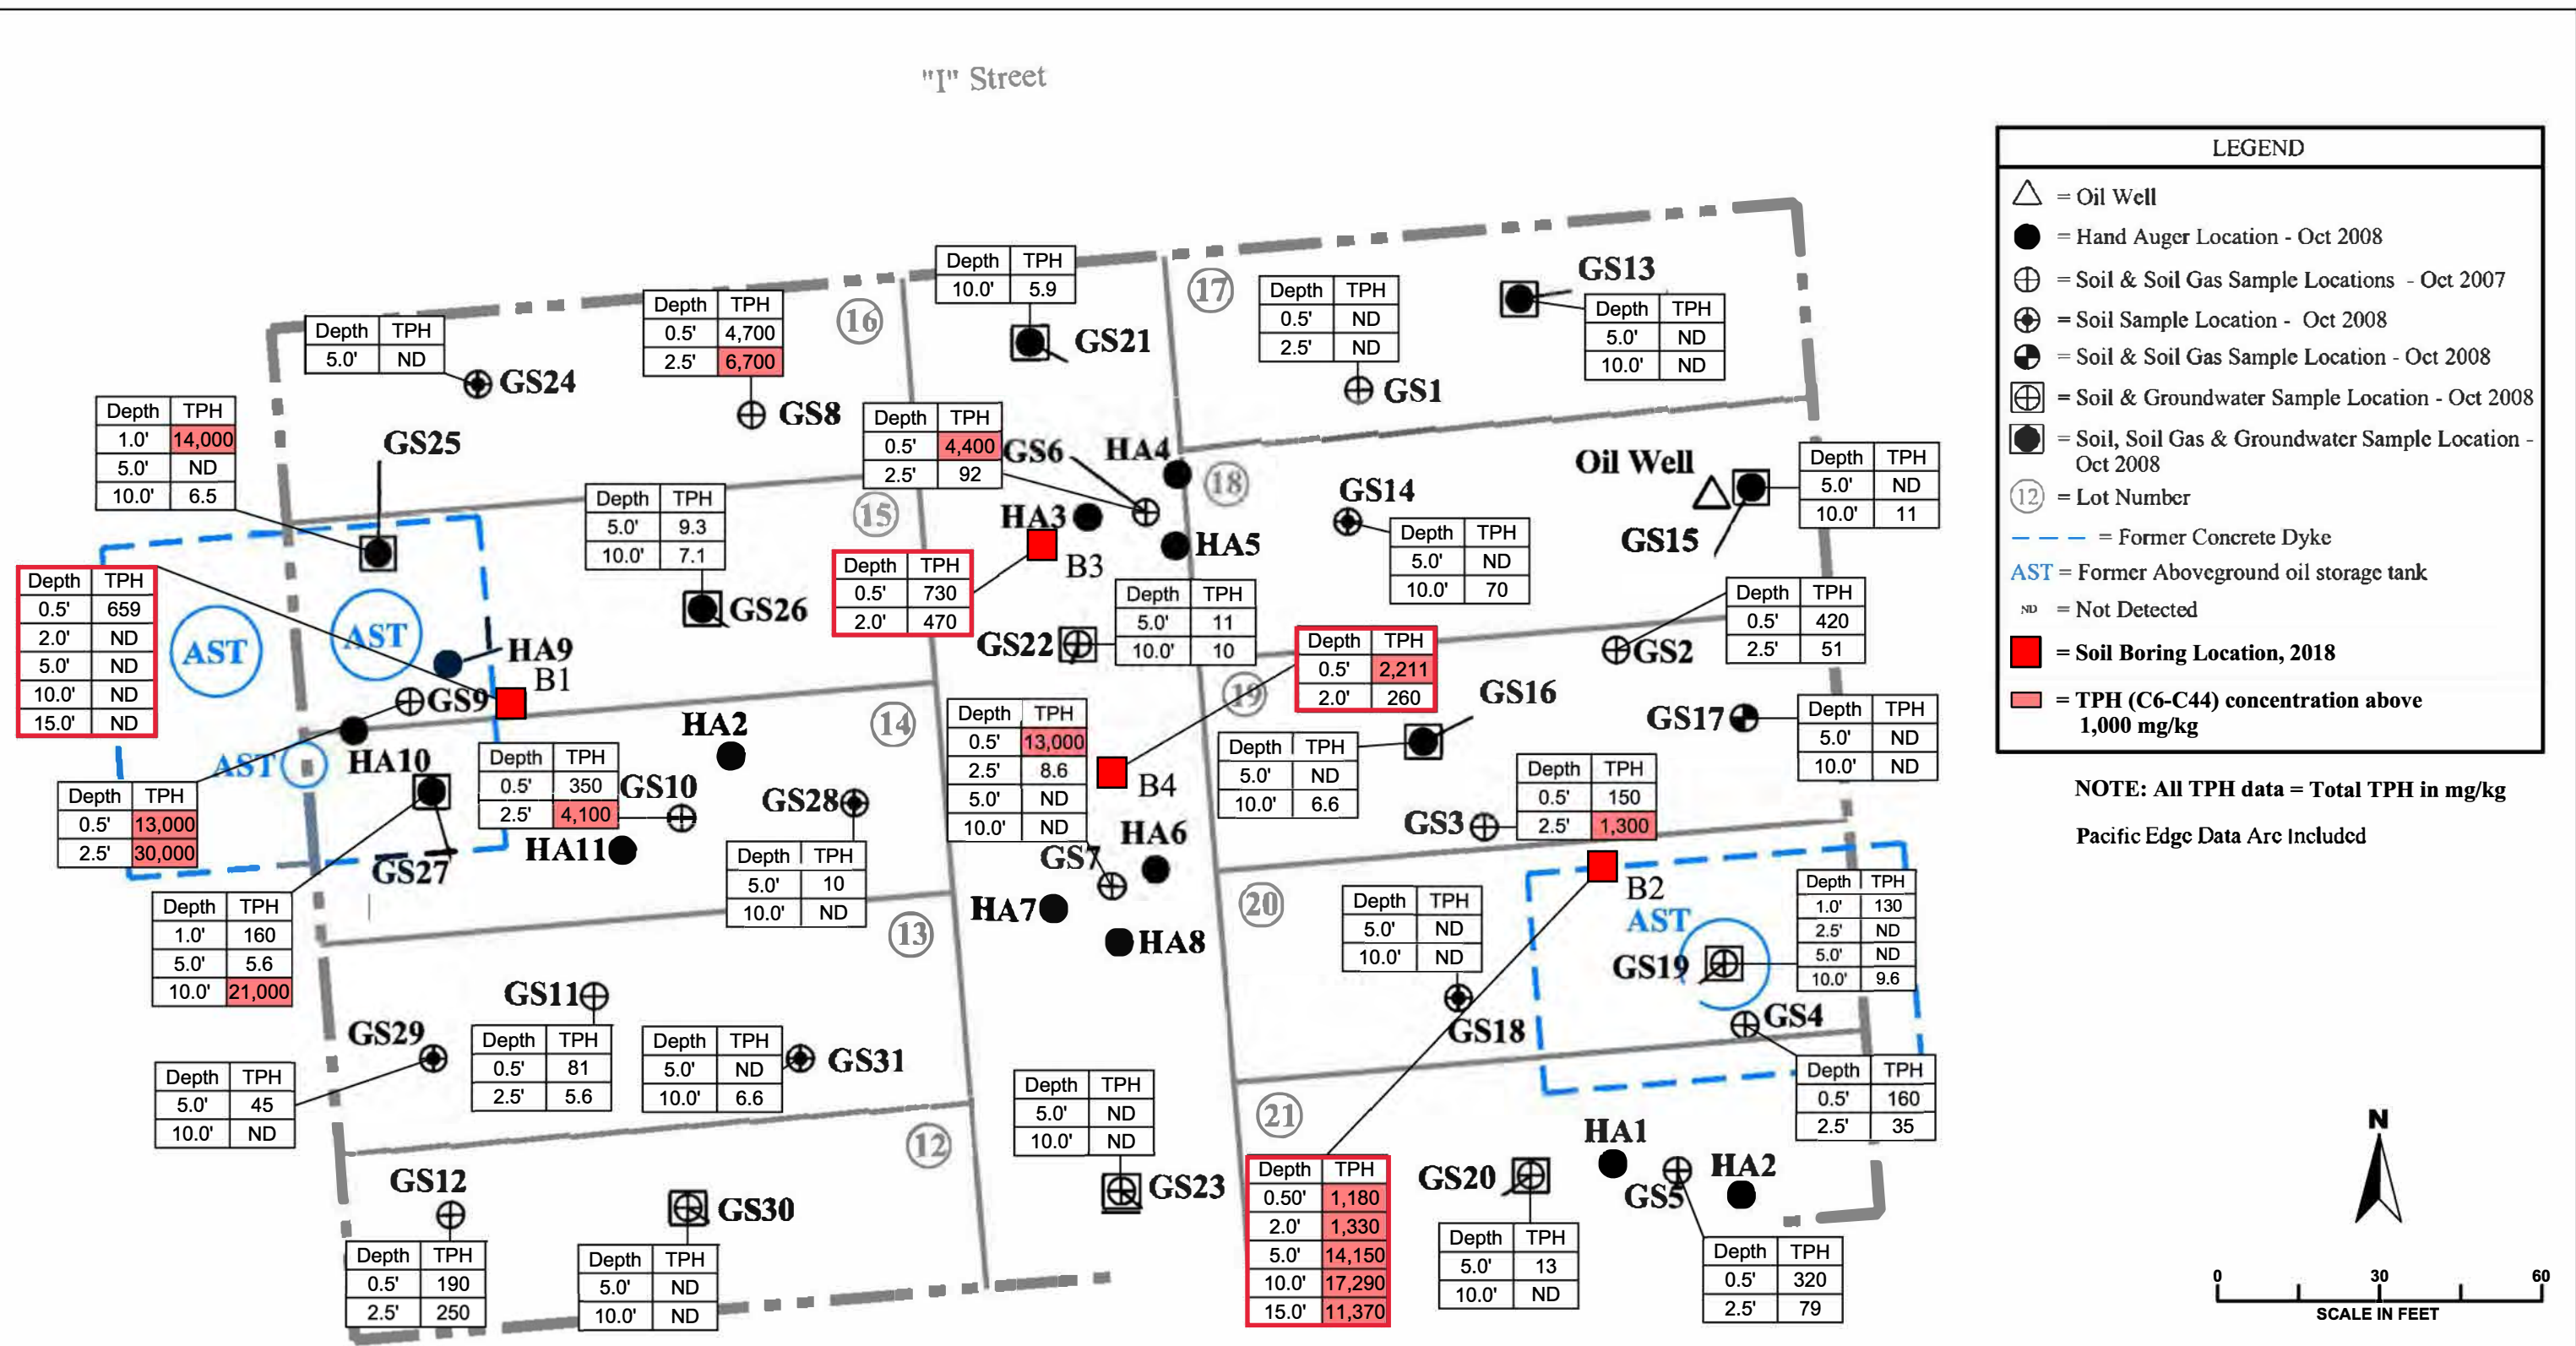 "I" Street
LEGEND
= Oil Well
= Hand Auger Location - Oct 2008
= Soil & Soil Gas Sample Locations - Oct 2007
= Soil Sample Location - Oct 2008
= Soil & Soil Gas Sample Location - Oct 2008
= Soil & Groundwater Sample Location - Oct 2008
= Soil, Soil Gas & Groundwater Sample Location -
Oct 2008
12 = Lot Number
= Former Concrete Dyke
AST = Former Aboveground oil storage tank
ND = Not Detected
= Soil Boring Location, 2018
= TPH (C6-C44) concentration above
1,000 mg/kg
NOTE: All TPH data = Total TPH in mg/kg
Pacific Edge Data Are Included
N
0 30 60
SCALE IN FEET
Depth TPH
5.0' ND
GS24
Depth TPH
0.5' 4,700
2.5' 6,700
GS8
16
Depth TPH
10.0' 5.9
GS21
17
Depth TPH
0.5' ND
2.5' ND
GS1
GS13
Depth TPH
5.0' ND
10.0' ND
Depth TPH
1.0' 14,000
5.0' ND
10.0' 6.5
GS25
Depth TPH
0.5' 4,400
2.5' 92
GS6
HA4
18
15
HA3
B3
HA5
Depth TPH
5.0' 9.3
10.0' 7.1
GS26
Depth TPH
0.5' 730
2.0' 470
GS14
Depth TPH
5.0' ND
10.0' 70
Oil Well
GS15
Depth TPH
5.0' ND
10.0' 11
Depth TPH
0.5' 659
2.0' ND
5.0' ND
10.0' ND
15.0' ND
AST
AST
HA9
B1
GS9
HA10
AST
GS22
Depth TPH
5.0' 11
10.0' 10
Depth TPH
0.5' 2,211
2.0' 260
19
GS2
Depth TPH
0.5' 420
2.5' 51
GS16
Depth TPH
5.0' ND
10.0' 6.6
GS17
Depth TPH
5.0' ND
10.0' ND
Depth TPH
0.5' 13,000
2.5' 30,000
Depth TPH
0.5' 350
2.5' 4,100
GS10
HA2
14
GS28
HA11
GS27
Depth TPH
5.0' 10
10.0' ND
Depth TPH
0.5' 13,000
2.5' 8.6
5.0' ND
10.0' ND
B4
HA6
GS7
HA7
HA8
GS3
Depth TPH
0.5' 150
2.5' 1,300
Depth TPH
1.0' 160
5.0' 5.6
10.0' 21,000
13
20
B2
AST
GS19
Depth TPH
1.0' 130
2.5' ND
5.0' ND
10.0' 9.6
Depth TPH
5.0' ND
10.0' ND
GS18
GS4
Depth TPH
0.5' 160
2.5' 35
GS11
Depth TPH
0.5' 81
2.5' 5.6
GS29
Depth TPH
5.0' 45
10.0' ND
Depth TPH
5.0' ND
10.0' 6.6
GS31
12
Depth TPH
5.0' ND
10.0' ND
GS23
21
GS12
Depth TPH
0.5' 190
2.5' 250
GS30
Depth TPH
5.0' ND
10.0' ND
Depth TPH
0.50' 1,180
2.0' 1,330
5.0' 14,150
10.0' 17,290
15.0' 11,370
GS20
Depth TPH
5.0' 13
10.0' ND
HA1
GS5
HA2
Depth TPH
0.5' 320
2.5' 79